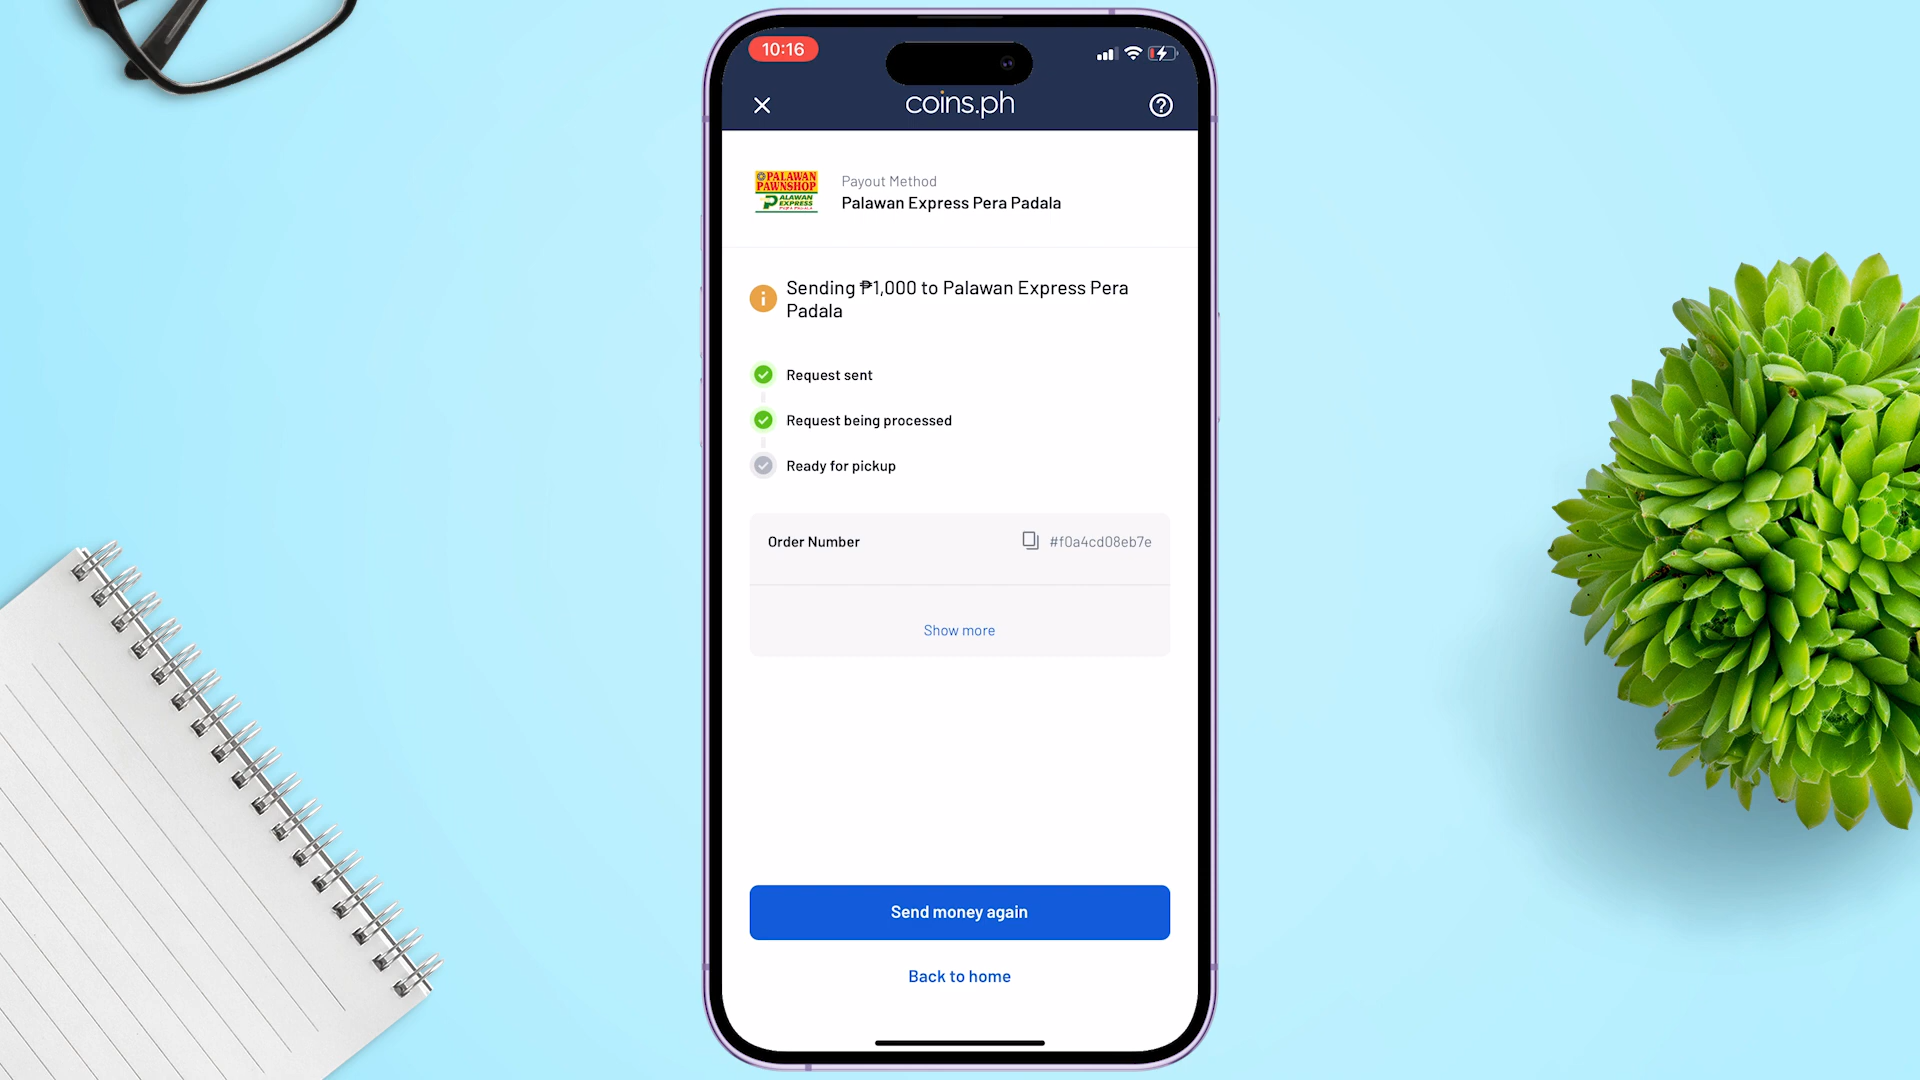 10:16
coins.ph
PALAWAN
PAWNSHOP
PALAWAN
EXPRESS
PERA PADALA
Payout Method
Palawan Express Pera Padala
Sending ₱1,000 to Palawan Express Pera
Padala
Request sent
Request being processed
Ready for pickup
Order Number
#f0a4cd08eb7e
Show more
Send money again
Back to home